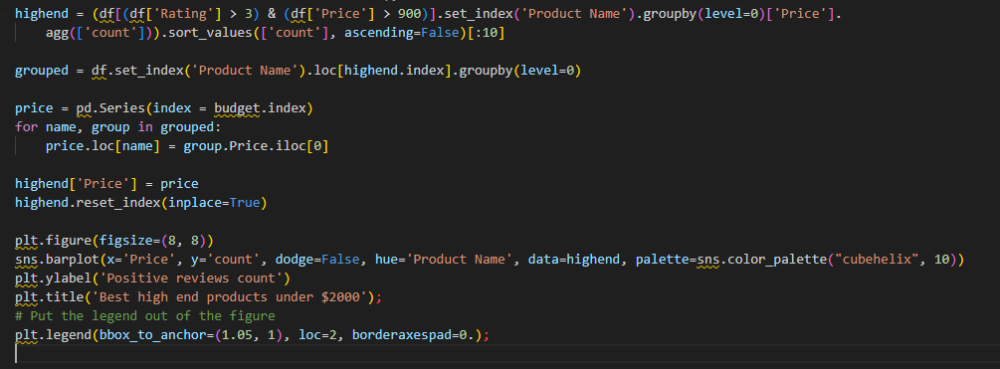 highend = (df[(df['Rating'] > 3) & (df['Price'] > 900)].set_index('Product Name').groupby(level=0)['Price'].
    agg(['count'])).sort_values(['count'], ascending=False)[:10]
grouped = df.set_index('Product Name').loc[highend.index].groupby(level=0)
price = pd.Series(index = budget.index)
for name, group in grouped:
    price.loc[name] = group.Price.iloc[0]
highend['Price'] = price
highend.reset_index(inplace=True)
plt.figure(figsize=(8, 8))
sns.barplot(x='Price', y='count', dodge=False, hue='Product Name', data=highend, palette=sns.color_palette("cubehelix", 10))
plt.ylabel('Positive reviews count')
plt.title('Best high end products under $2000');
# Put the legend out of the figure
plt.legend(bbox_to_anchor=(1.05, 1), loc=2, borderaxespad=0.);